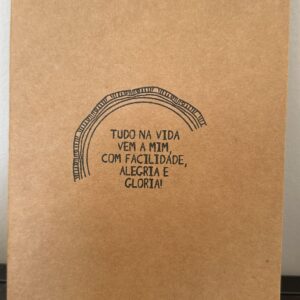 TUDO NA VIDA
VEM A MIM,
COM FACILIDADE,
ALEGRIA E
GLORIA!